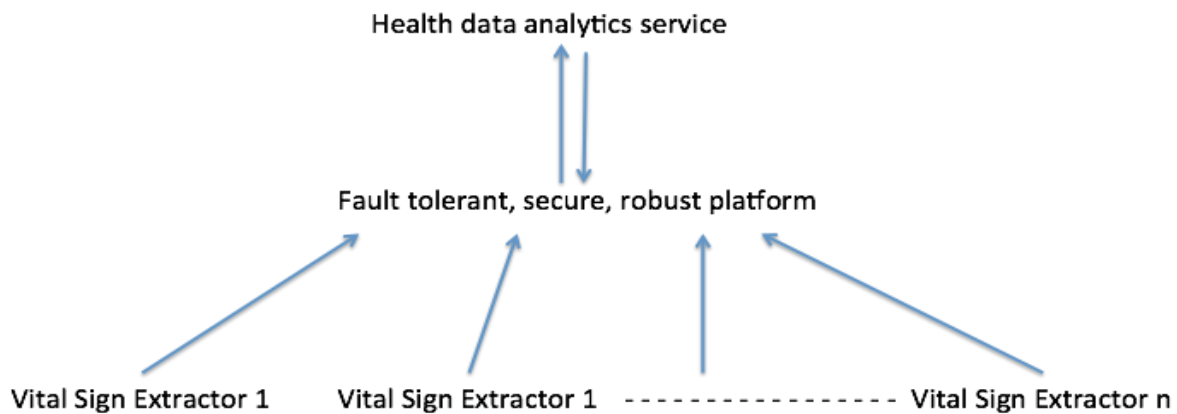 Health data analytics service
Fault tolerant, secure, robust platform
Vital Sign Extractor 1 Vital Sign Extractor 1 ---------------- Vital Sign Extractor n